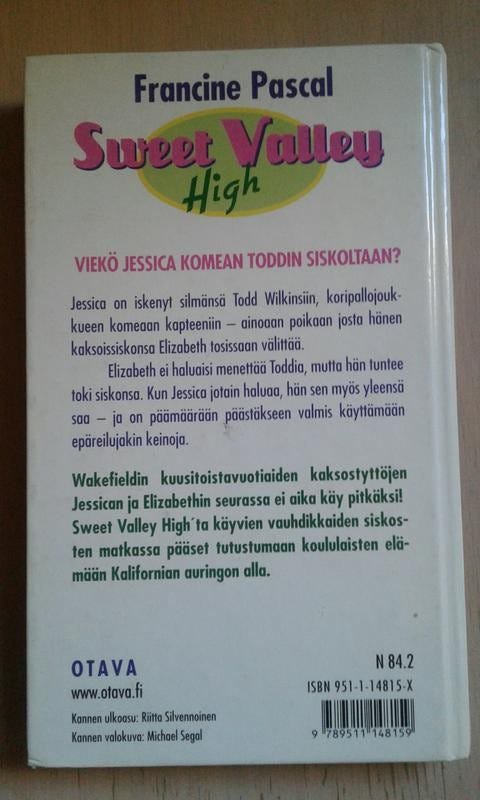 Francine Pascal
Sweet Valley
High
VIEKÖ JESSICA KOMEAN TODDIN SISKOLTAAN?
Jessica on iskenyt silmänsä Todd Wilkinsiin, koripallojouk-
kueen komeaan kapteeniin – ainoaan poikaan josta hänen
kaksoissiskonsa Elizabeth tosissaan välittää.
Elizabeth ei haluaisi menettää Toddia, mutta hän tuntee
toki siskonsa. Kun Jessica jotain haluaa, hän sen myös yleensä
saa – ja on päämäärään päästäkseen valmis käyttämään
epäreilujakin keinoja.
Wakefieldin kuusitoistavuotiaiden kaksostyttöjen
Jessican ja Elizabethin seurassa ei aika käy pitkäksi!
Sweet Valley High´ta käyvien vauhdikkaiden siskos-
ten matkassa pääset tutustumaan koululaisten elä-
mään Kalifornian auringon alla.
OTAVA
www.otava.fi
Kannen ulkoasu: Riitta Silvennoinen
Kannen valokuva: Michael Segal
N 84.2
ISBN 951-1-14815-X
9 789511 148159